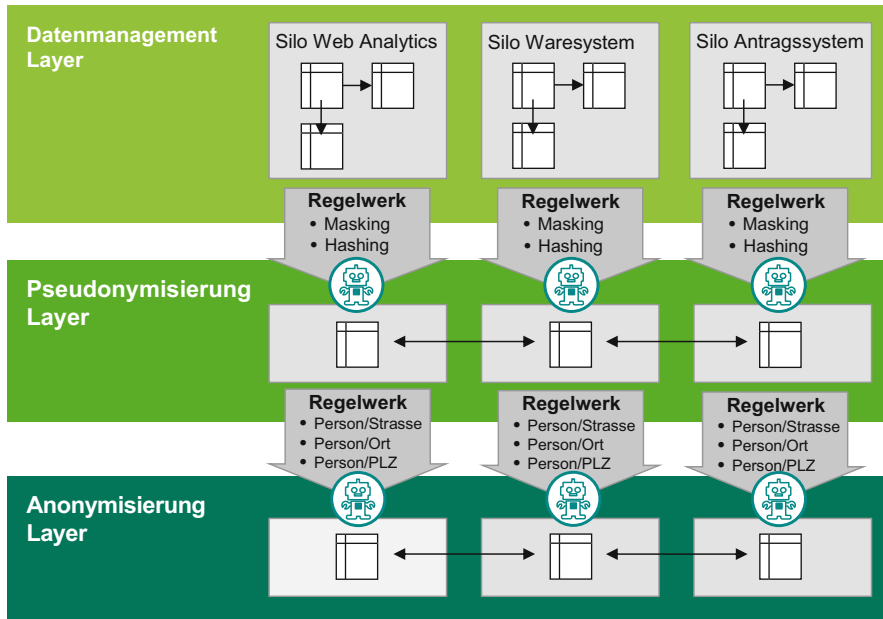 Datenmanagement
Layer
Silo Web Analytics
Silo Waresystem
Silo Antragssystem
Regelwerk
• Masking
• Hashing
Regelwerk
• Masking
• Hashing
Regelwerk
• Masking
• Hashing
Pseudonymisierung
Layer
Regelwerk
• Person/Strasse
• Person/Ort
• Person/PLZ
Regelwerk
• Person/Strasse
• Person/Ort
• Person/PLZ
Regelwerk
• Person/Strasse
• Person/Ort
• Person/PLZ
Anonymisierung
Layer